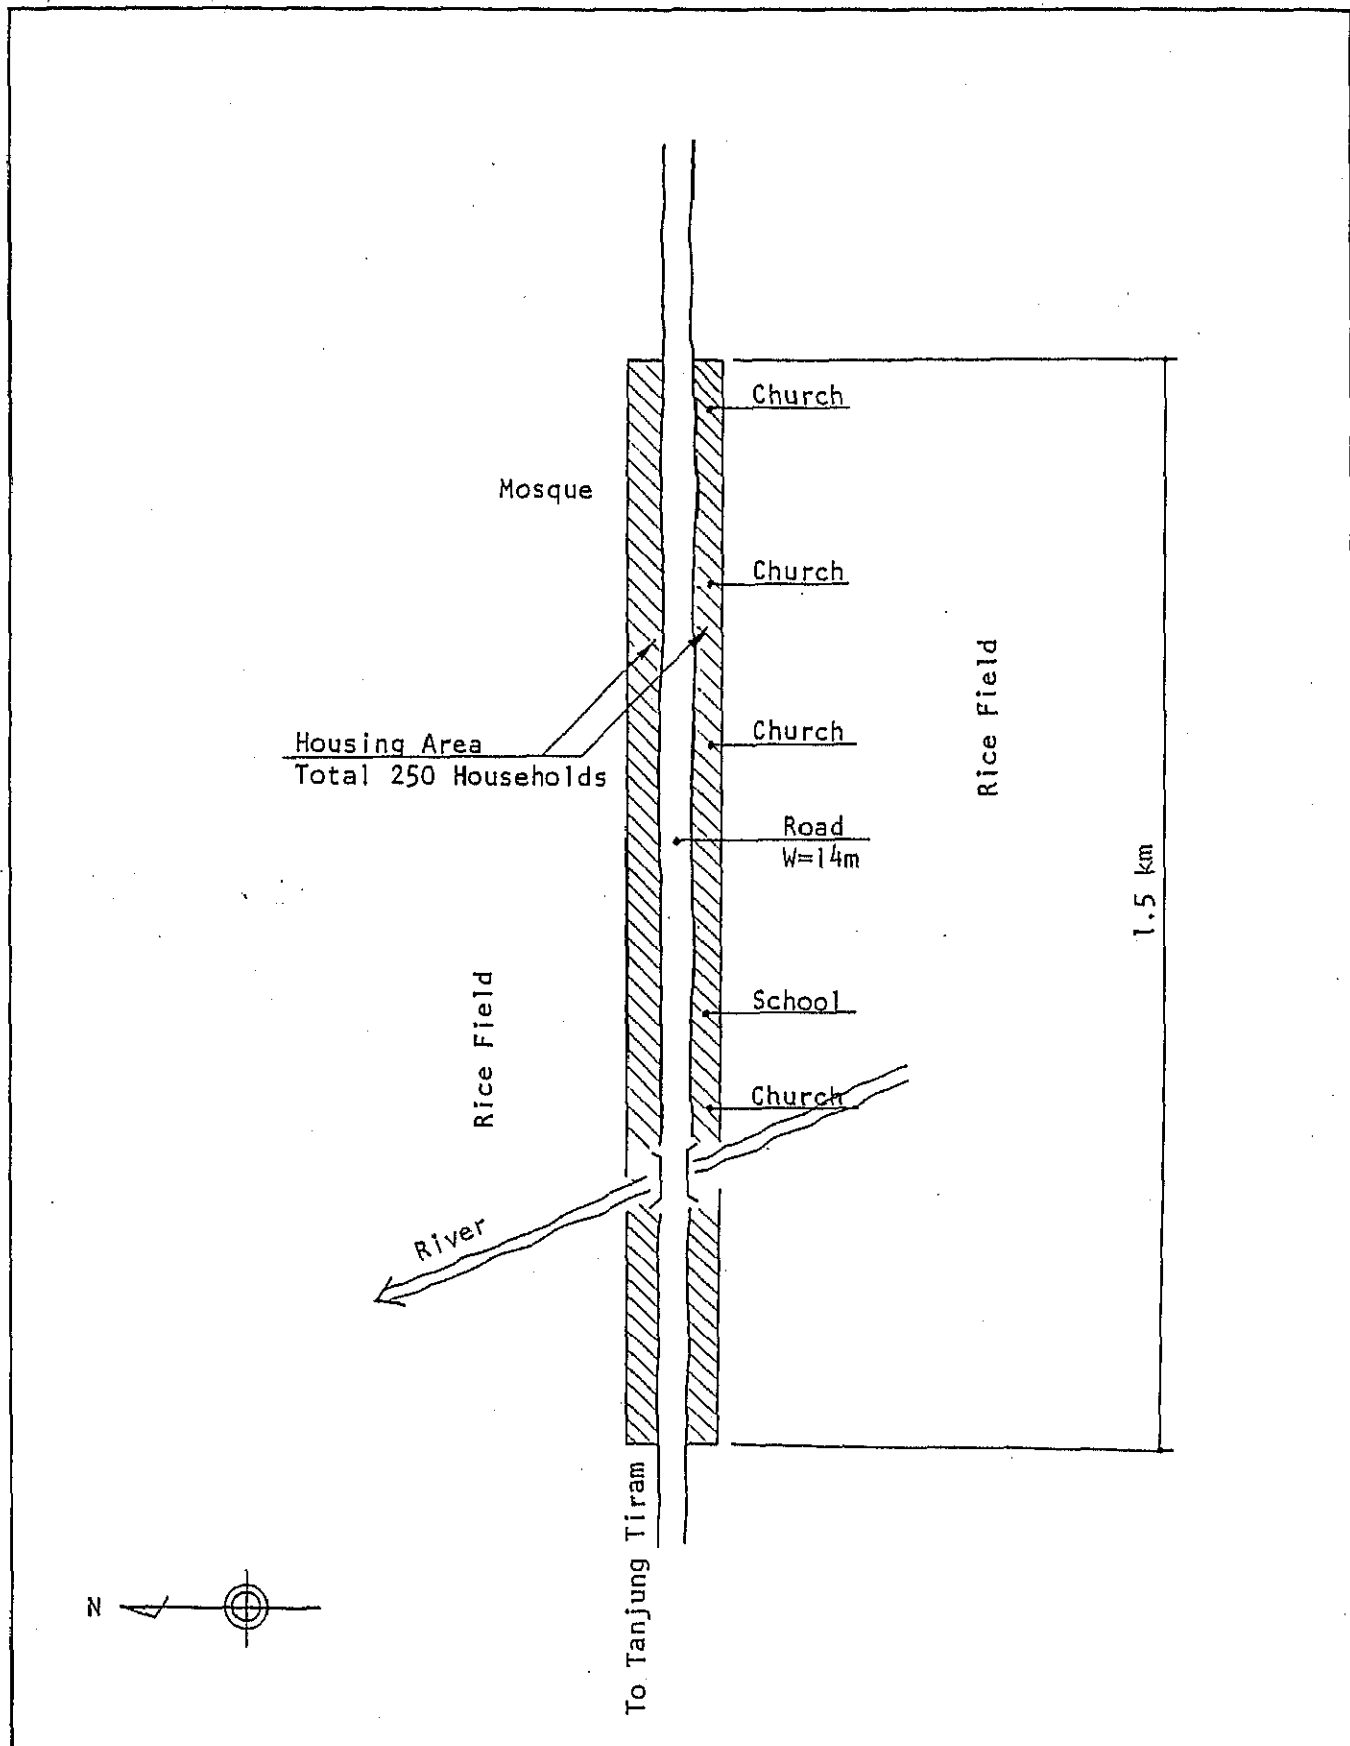 Church
Mosque
Church
Rice Field
Church
Housing Area
Total 250 Households
Road
W=14m
1.5 km
Rice Field
School
Church
River
To Tanjung Tiram
N